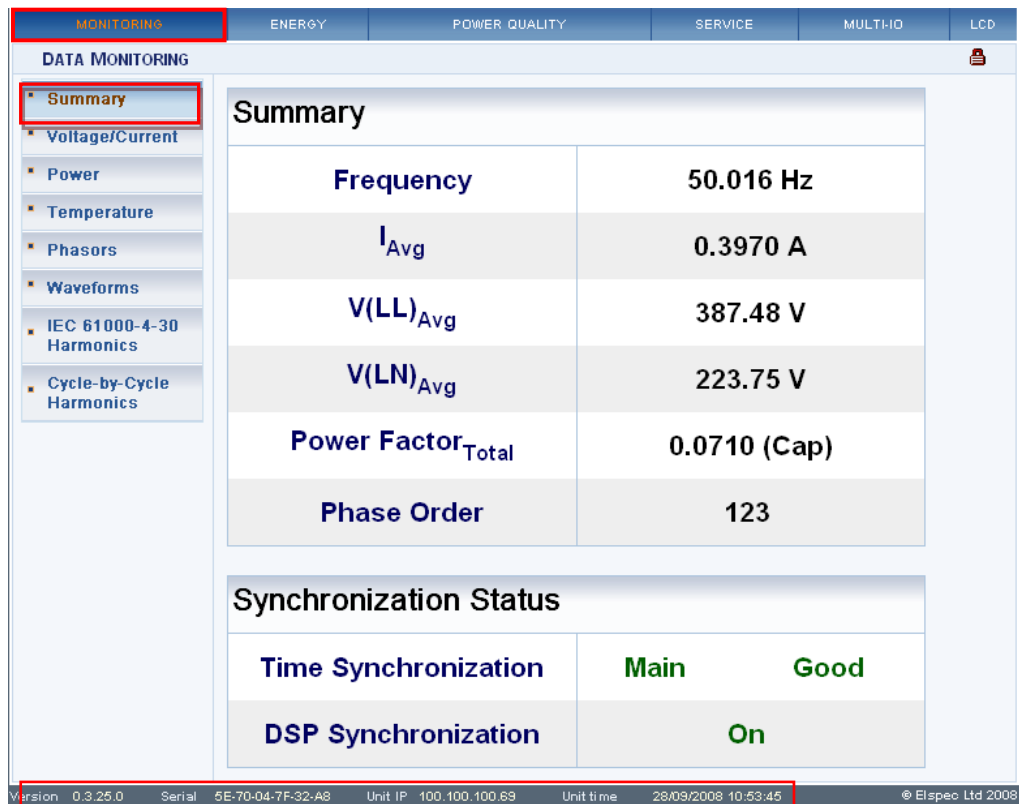 MONITORING ENERGY POWER QUALITY SERVICE MULTI-IO LCD
DATA MONITORING
Summary
Voltage/Current
Power
Temperature
Phasors
Waveforms
IEC 61000-4-30
Harmonics
Cycle-by-Cycle
Harmonics
Summary
Frequency 50.016 Hz
IAvg 0.3970 A
V(LL)Avg 387.48 V
V(LN)Avg 223.75 V
Power FactorTotal 0.0710 (Cap)
Phase Order 123
Synchronization Status
Time Synchronization Main Good
DSP Synchronization On
Version 0.3.25.0 Serial 5E-70-04-7F-32-A8 Unit IP 100.100.100.69 Unit time 28/09/2008 10:53:45 © Elspec Ltd 2008